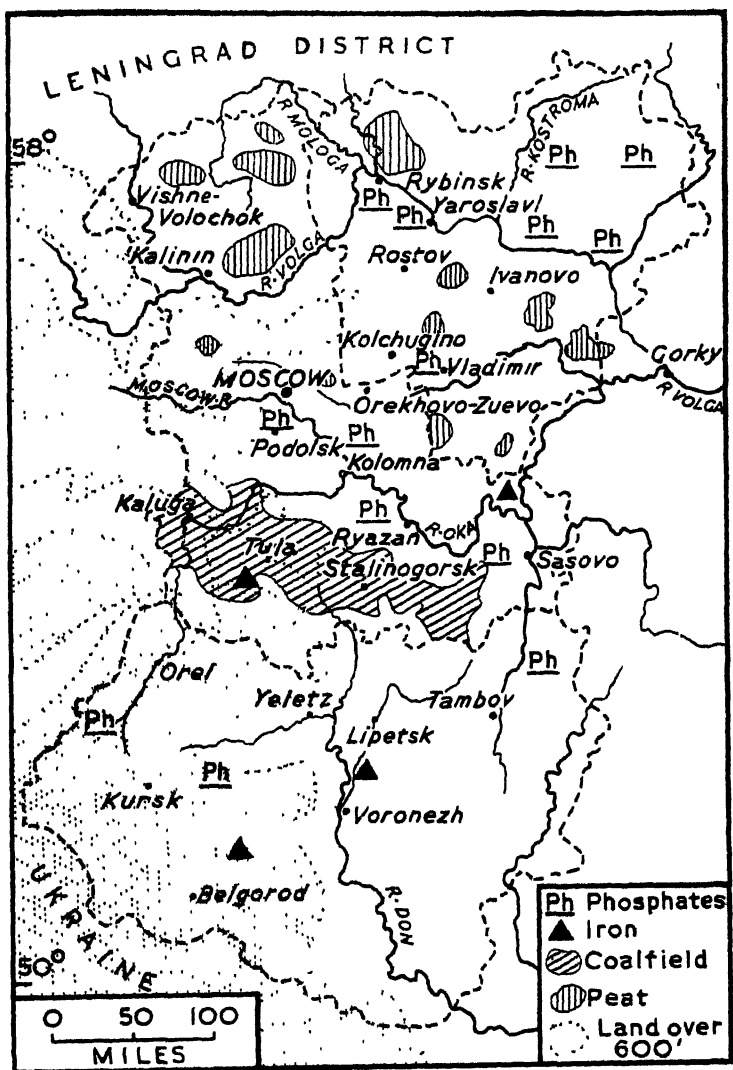 LENINGRAD DISTRICT
58°
R. MOLOGA
R. KOSTROMA
Ph Ph
Vishne-
Volochok
Rybinsk
Ph
Ph
Yaroslavl
Ph
Ph
Kalinin
R. VOLGA
Rostov
Ivanovo
Kolchugino
Ph
Vladimir
Gorky
R. VOLGA
MOSCOW
MOSCOW R.
Orekhovo-Zuevo
Ph
Podolsk
Ph
Kolomna
Kaluga
Ph
Ryazan
R. OKA
Tula
Ph
Sasovo
Stalinogorsk
Ph
Orel
Yeletz
Tambov
Ph
Lipetsk
Ph
Kursk
Voronezh
Belgorod
R. DON
UKRAINE
50°
0 50 100
MILES
Ph Phosphates
Iron
Coalfield
Peat
Land over
600'